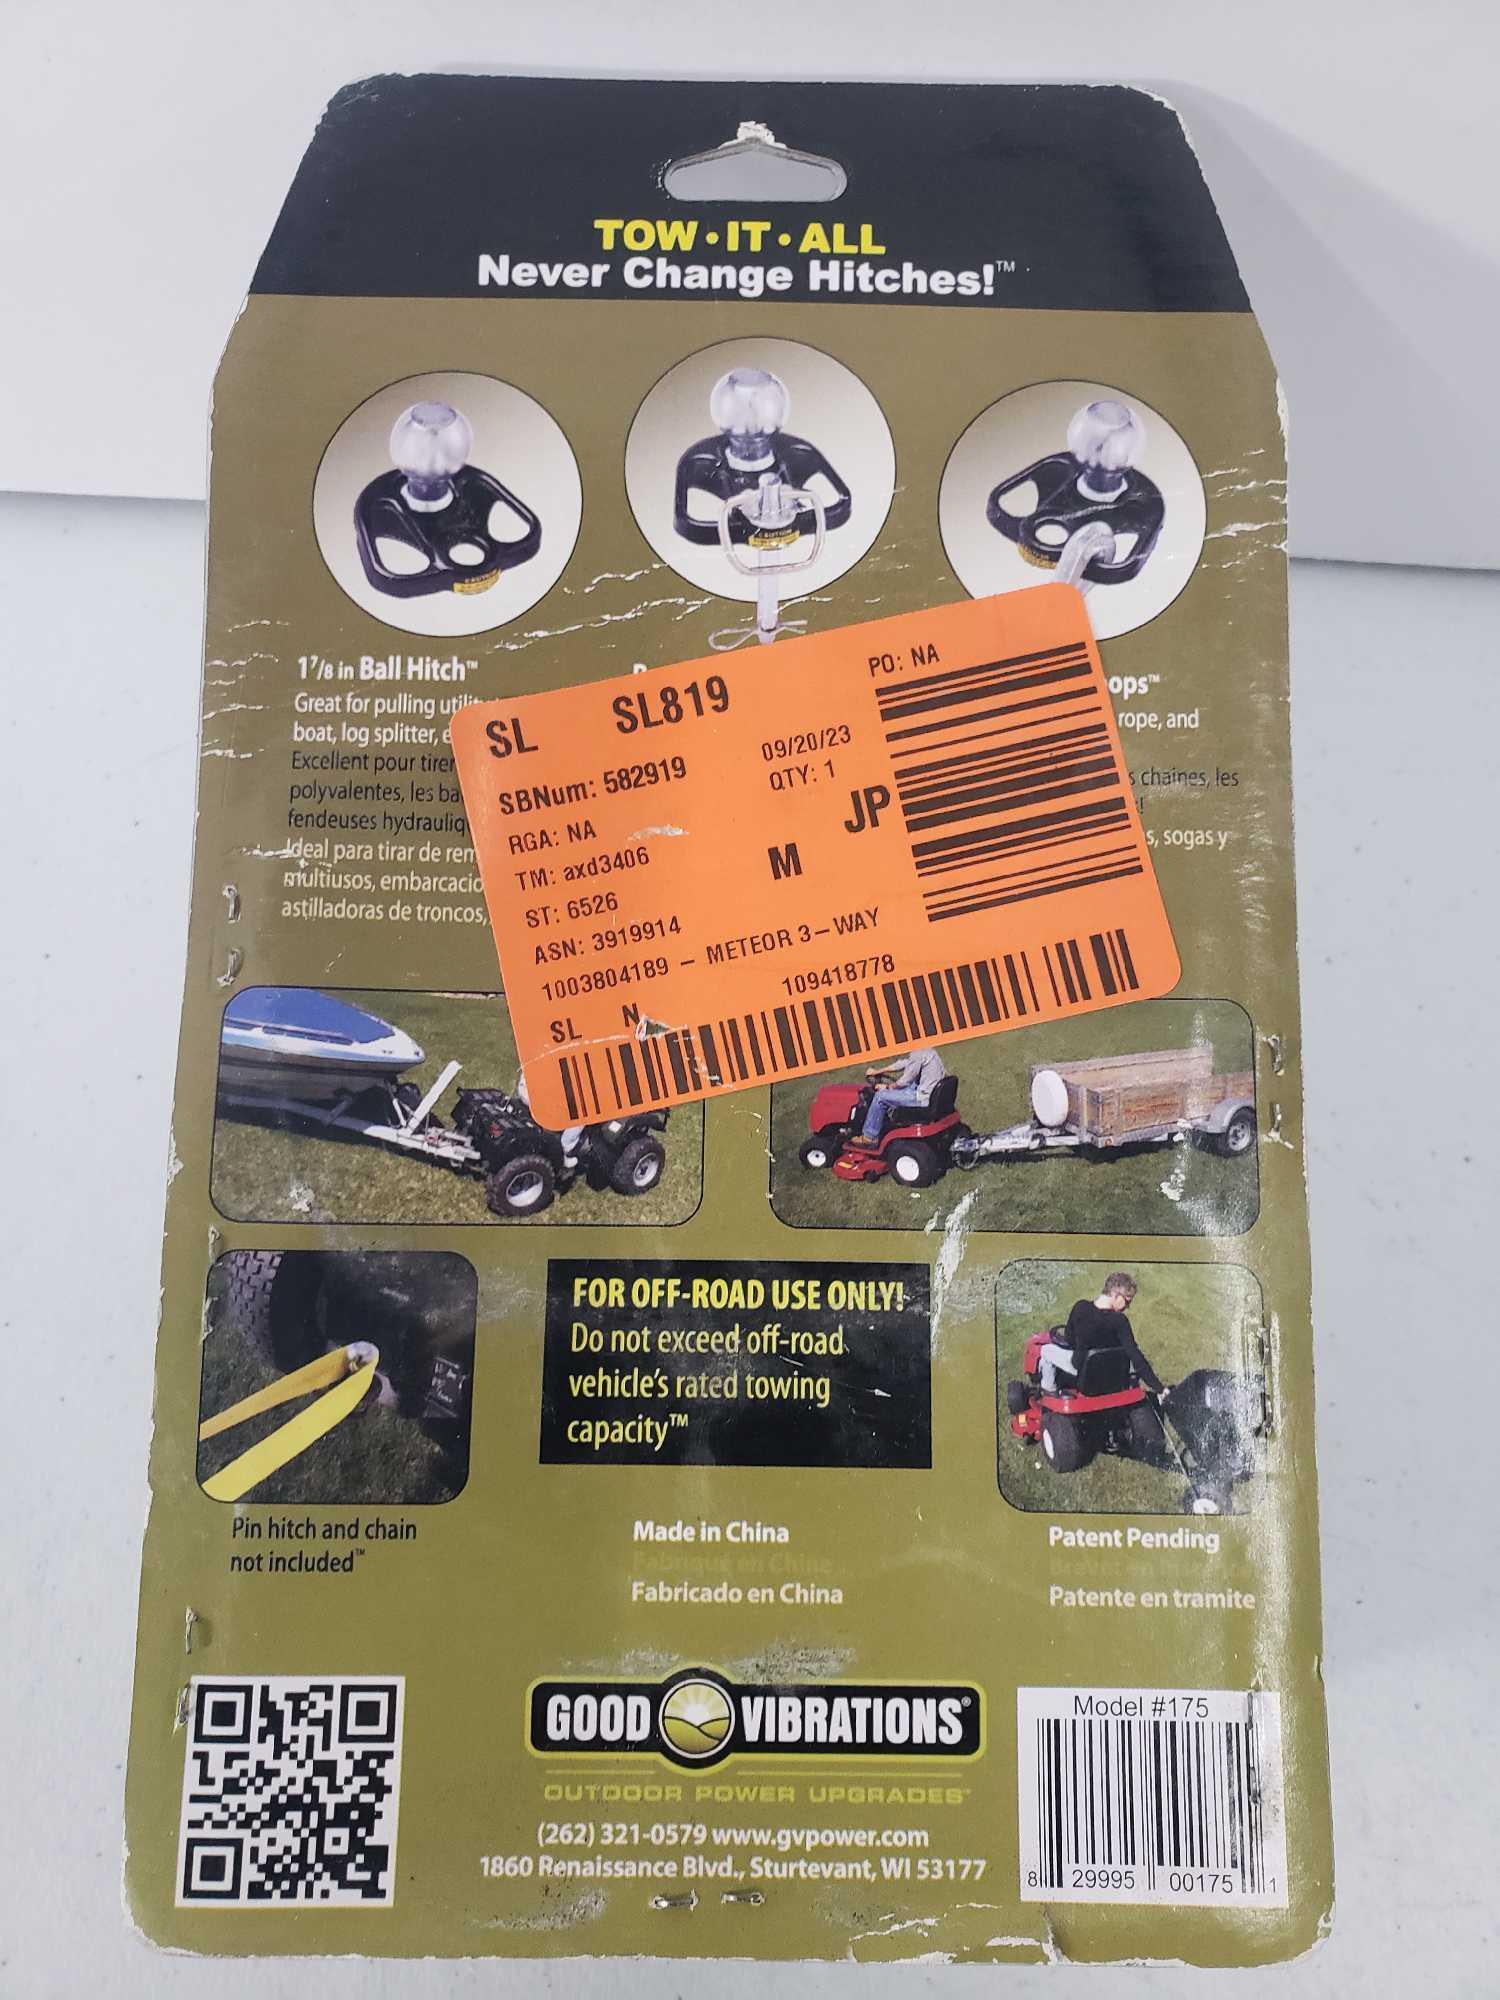 TOW • IT • ALL
Never Change Hitches!™
CAUTION
CAUTION
1⁷/₈ in Ball Hitch™
Great for pulling utili
boat, log splitter, e
Excellent pour tirer
polyvalentes, les ba
fendeuses hydrauliq
Ideal para tirar de rem
multiusos, embarcacio
astilladoras de troncos,
ops™
rope, and
s chaines, les
s, sogas y
SL SL819 PO: NA
SBNum: 582919 09/20/23
RGA: NA QTY: 1
TM: axd3406 M JP
ST: 6526
ASN: 3919914
1003804189 – METEOR 3–WAY
SL N 109418778
FOR OFF-ROAD USE ONLY!
Do not exceed off-road
vehicle's rated towing
capacity™
Pin hitch and chain
not included™
Made in China
Fabriqué en Chine
Fabricado en China
Patent Pending
Patente en tramite
GOOD VIBRATIONS®
OUTDOOR POWER UPGRADES™
(262) 321-0579 www.gvpower.com
1860 Renaissance Blvd., Sturtevant, WI 53177
Model #175
8 29995 00175 1